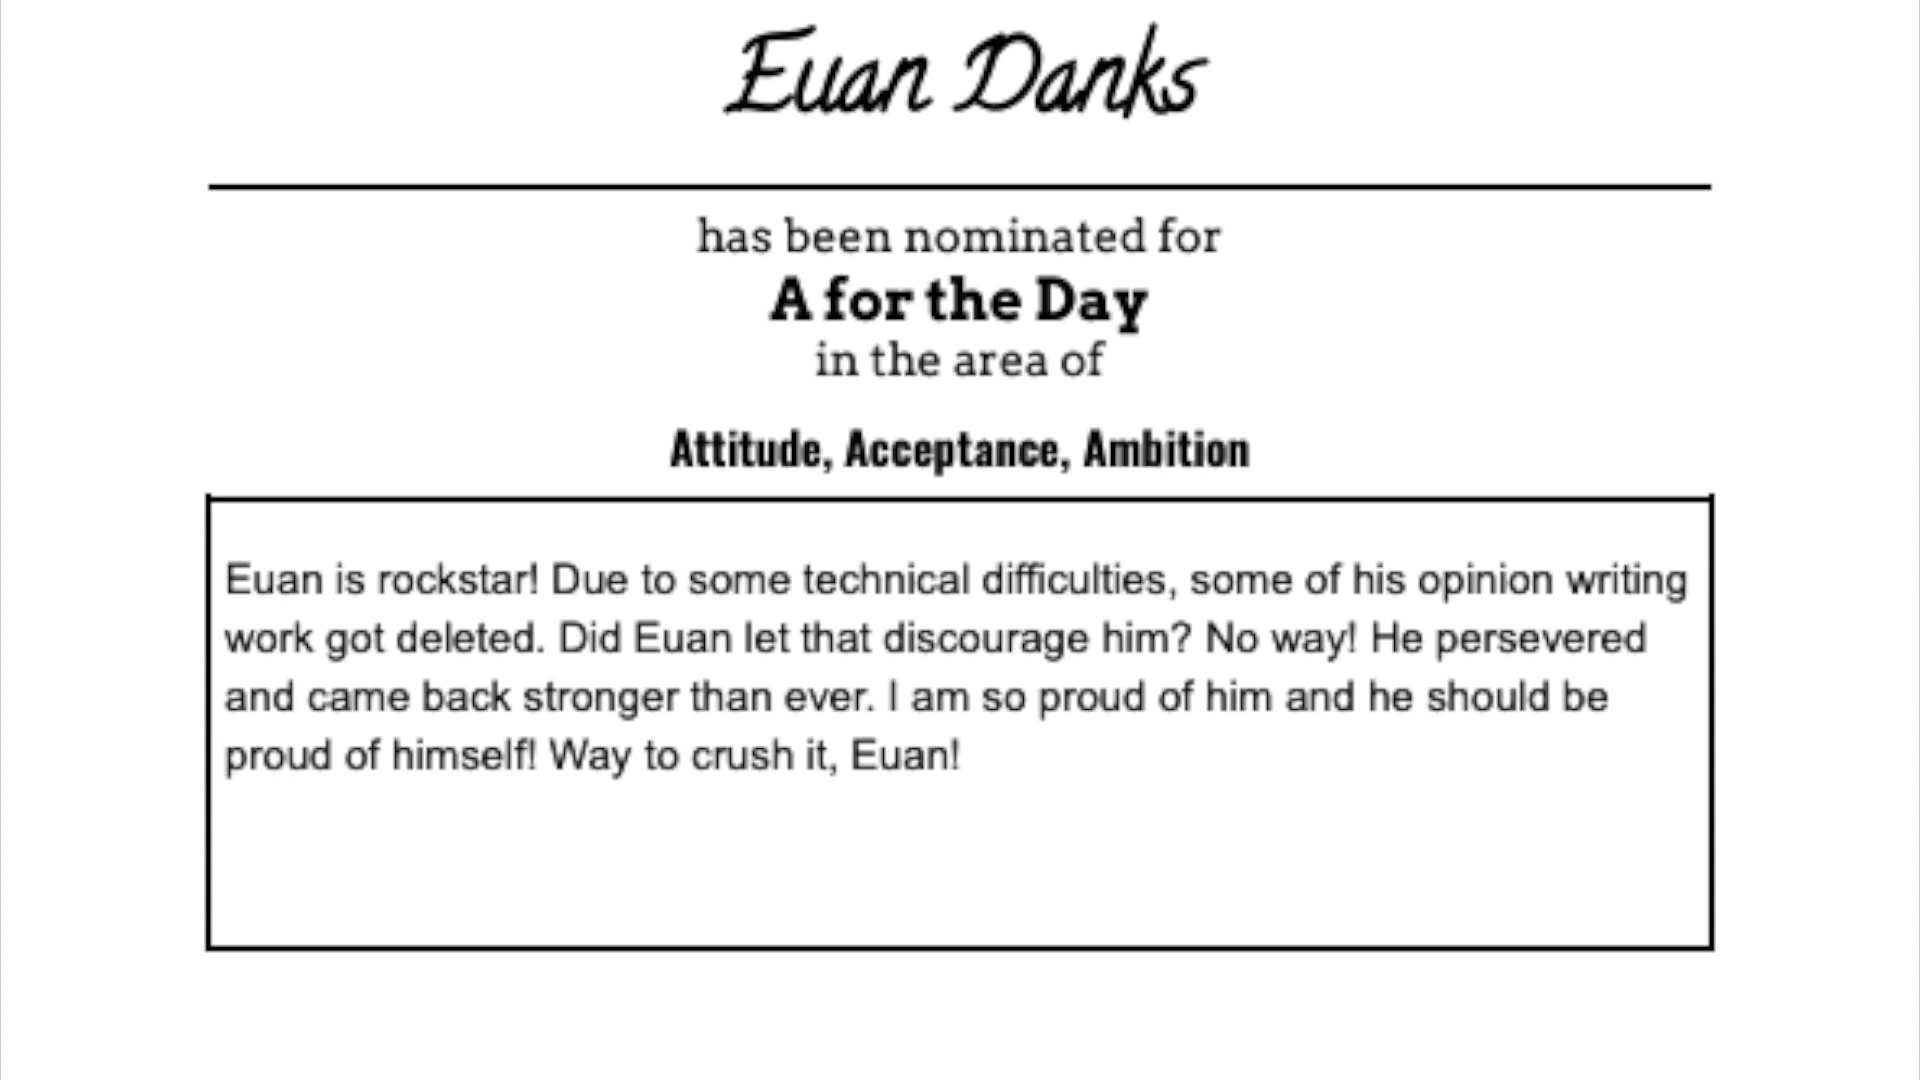 Euan Danks
has been nominated for
A for the Day
in the area of
Attitude, Acceptance, Ambition
Euan is rockstar! Due to some technical difficulties, some of his opinion writing
work got deleted. Did Euan let that discourage him? No way! He persevered
and came back stronger than ever. I am so proud of him and he should be
proud of himself! Way to crush it, Euan!